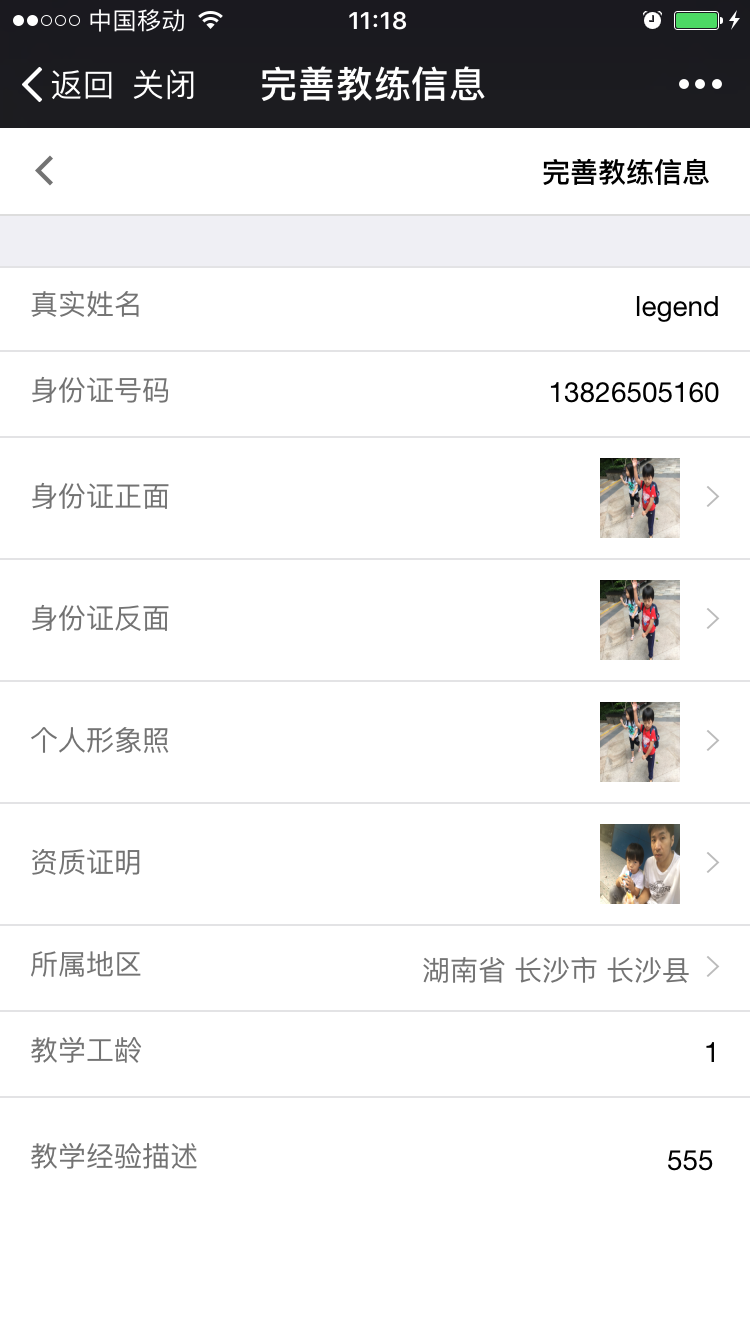 中国移动 11:18
返回 关闭 完善教练信息
完善教练信息
真实姓名 legend
身份证号码 13826505160
身份证正面
身份证反面
个人形象照
资质证明
所属地区 湖南省 长沙市 长沙县
教学工龄 1
教学经验描述 555